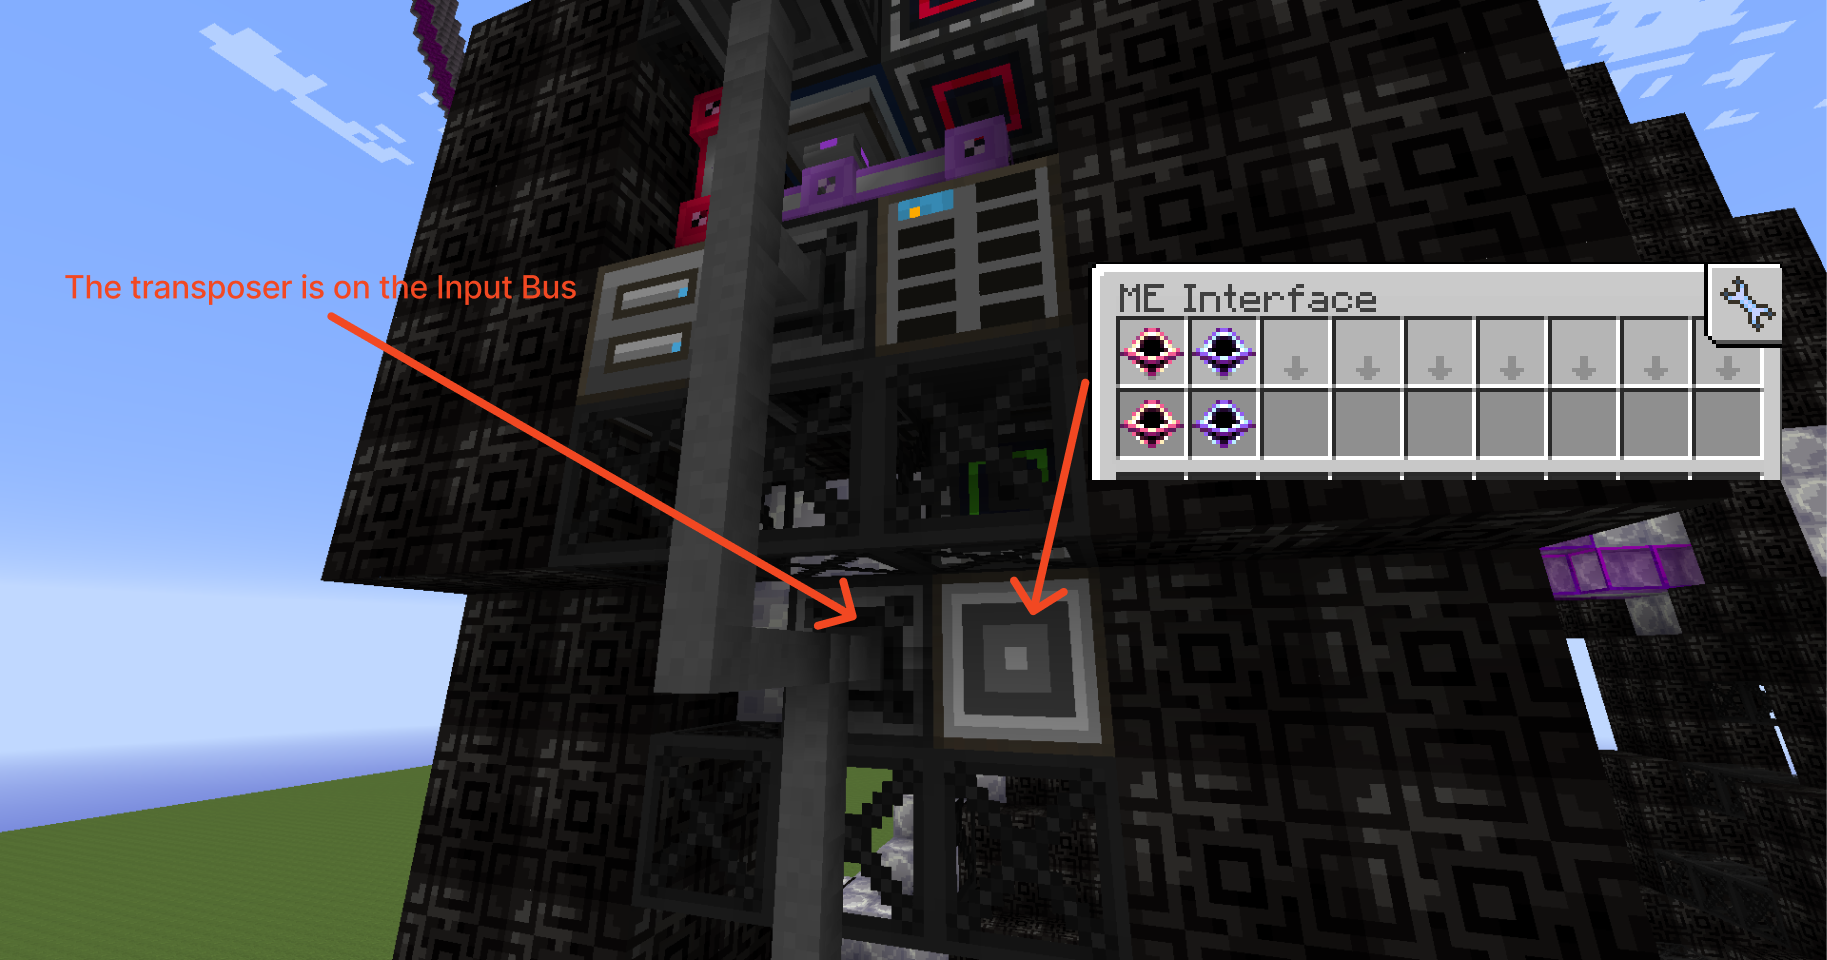 The transposer is on the Input Bus
ME Interface